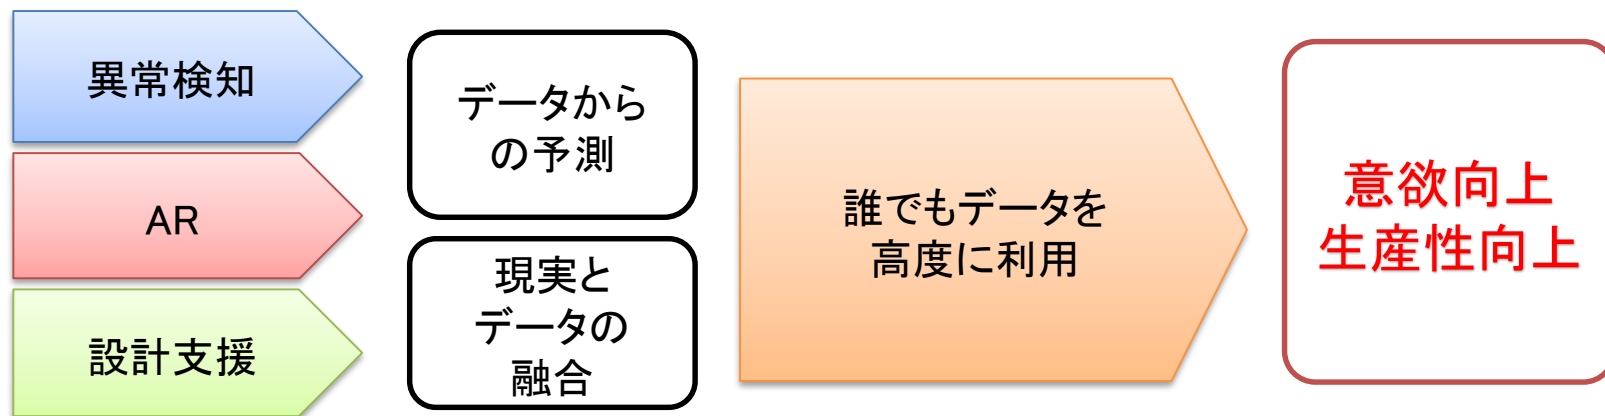 異常検知
AR
設計支援
データから
の予測
現実と
データの
融合
誰でもデータを
高度に利用
意欲向上
生産性向上